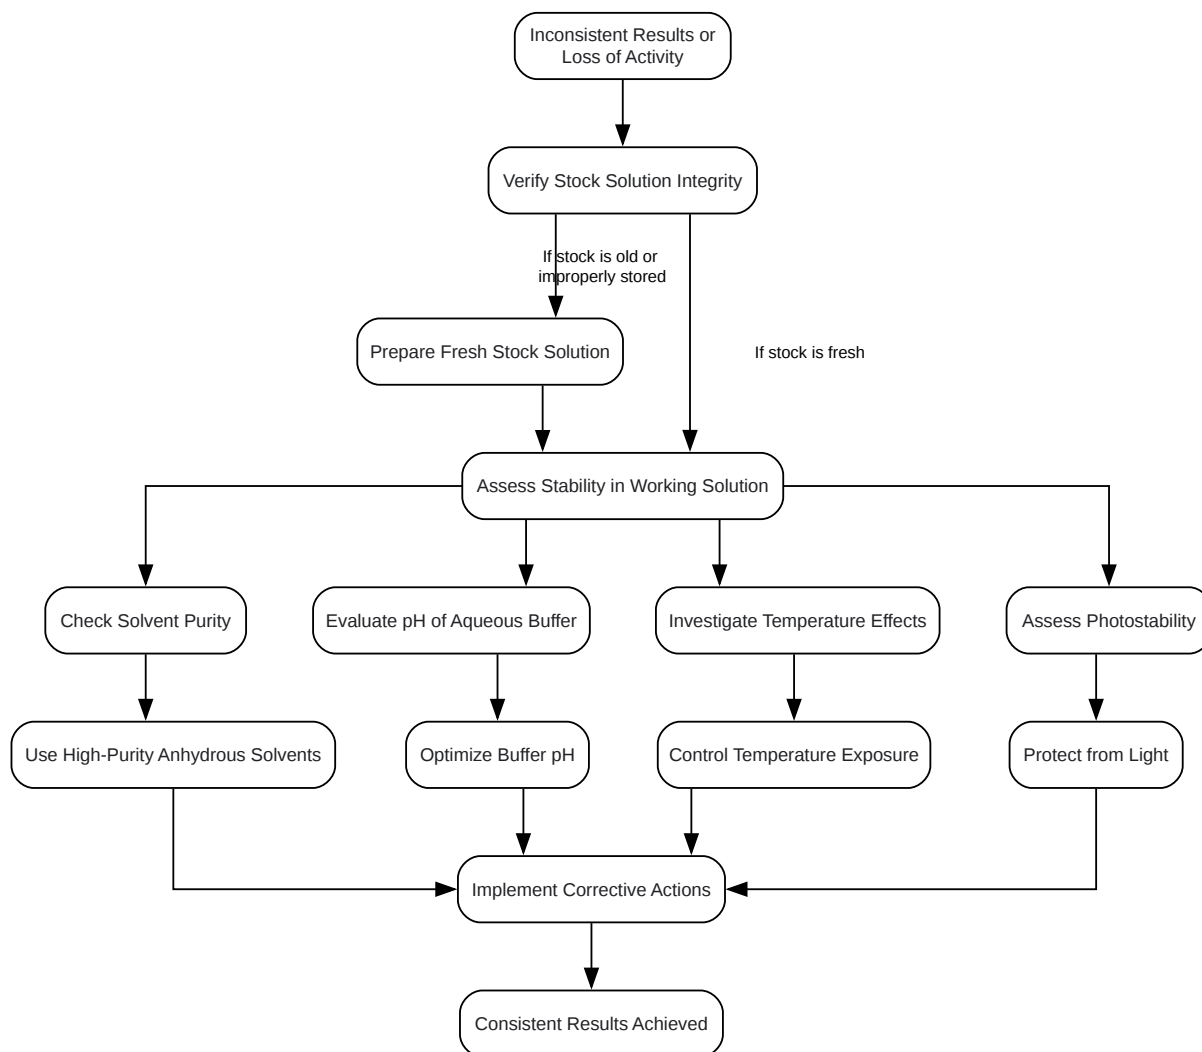 Inconsistent Results or
Loss of Activity
Verify Stock Solution Integrity
If stock is old or
improperly stored
Prepare Fresh Stock Solution
If stock is fresh
Assess Stability in Working Solution
Check Solvent Purity
Evaluate pH of Aqueous Buffer
Investigate Temperature Effects
Assess Photostability
Use High-Purity Anhydrous Solvents
Optimize Buffer pH
Control Temperature Exposure
Protect from Light
Implement Corrective Actions
Consistent Results Achieved